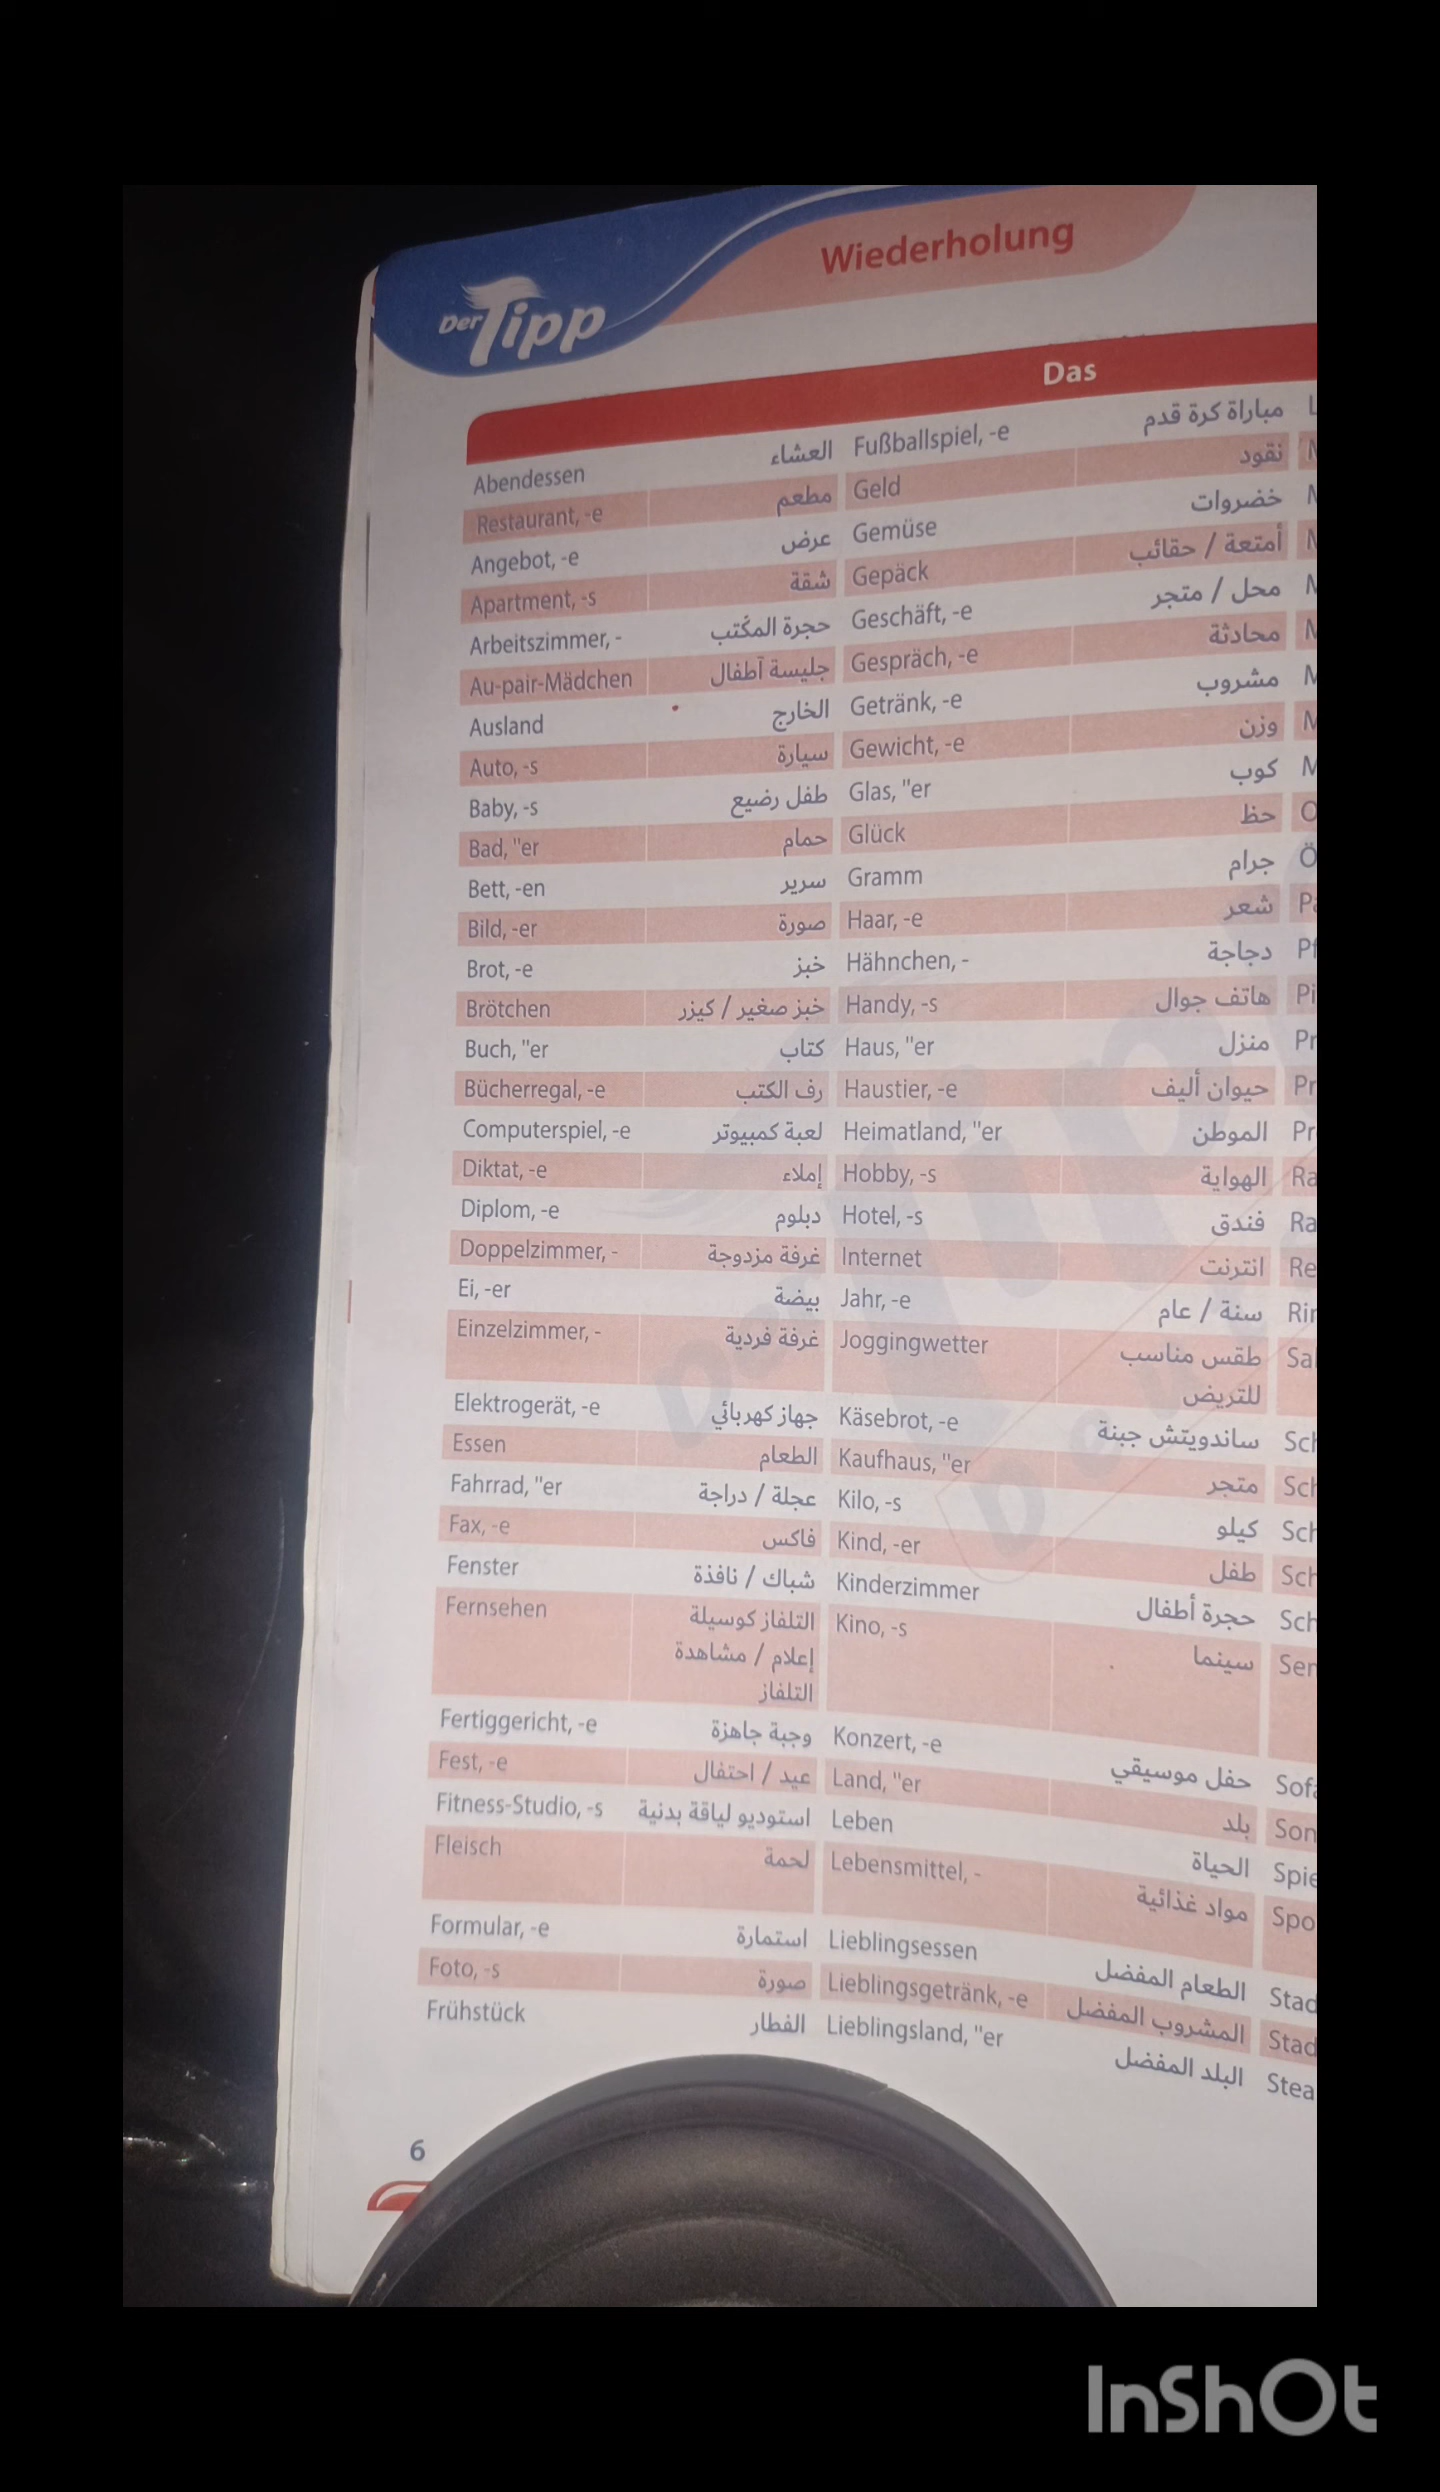 Wiederholung
Der Tipp
Das
Abendessen العشاء Fußballspiel, -e مباراة كرة قدم
Restaurant, -e مطعم Geld نقود
Angebot, -e عرض Gemüse خضروات
Apartment, -s شقة Gepäck أمتعة / حقائب
Arbeitszimmer, - حجرة المكتب Geschäft, -e محل / متجر
Au-pair-Mädchen جليسة أطفال Gespräch, -e محادثة
Ausland الخارج Getränk, -e مشروب
Auto, -s سيارة Gewicht, -e وزن
Baby, -s طفل رضيع Glas, "er كوب
Bad, "er حمام Glück حظ
Bett, -en سرير Gramm جرام
Bild, -er صورة Haar, -e شعر
Brot, -e خبز Hähnchen, - دجاجة
Brötchen خبز صغير / كيزر Handy, -s هاتف جوال
Buch, "er كتاب Haus, "er منزل
Bücherregal, -e رف الكتب Haustier, -e حيوان أليف
Computerspiel, -e لعبة كمبيوتر Heimatland, "er الموطن
Diktat, -e إملاء Hobby, -s الهواية
Diplom, -e دبلوم Hotel, -s فندق
Doppelzimmer, - غرفة مزدوجة Internet انترنت
Ei, -er بيضة Jahr, -e سنة / عام
Einzelzimmer, - غرفة فردية Joggingwetter طقس مناسب
للتريض
Elektrogerät, -e جهاز كهربائي Käsebrot, -e ساندويتش جبنة
Essen الطعام Kaufhaus, "er متجر
Fahrrad, "er عجلة / دراجة Kilo, -s كيلو
Fax, -e فاكس Kind, -er طفل
Fenster شباك / نافذة Kinderzimmer حجرة أطفال
Fernsehen التلفاز كوسيلة Kino, -s سينما
إعلام / مشاهدة
التلفاز
Fertiggericht, -e وجبة جاهزة Konzert, -e حفل موسيقي
Fest, -e عيد / احتفال Land, "er بلد
Fitness-Studio, -s استوديو لياقة بدنية Leben الحياة
Fleisch لحمة Lebensmittel, - مواد غذائية
Formular, -e استمارة Lieblingsessen الطعام المفضل
Foto, -s صورة Lieblingsgetränk, -e المشروب المفضل
Frühstück الفطار Lieblingsland, "er البلد المفضل
6
InShOt